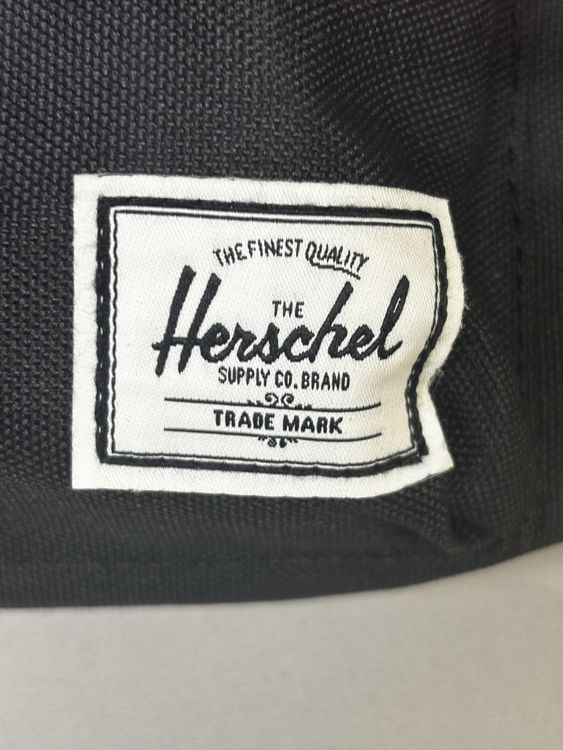 THE FINEST QUALITY
THE
Herschel
SUPPLY CO. BRAND
TRADE MARK